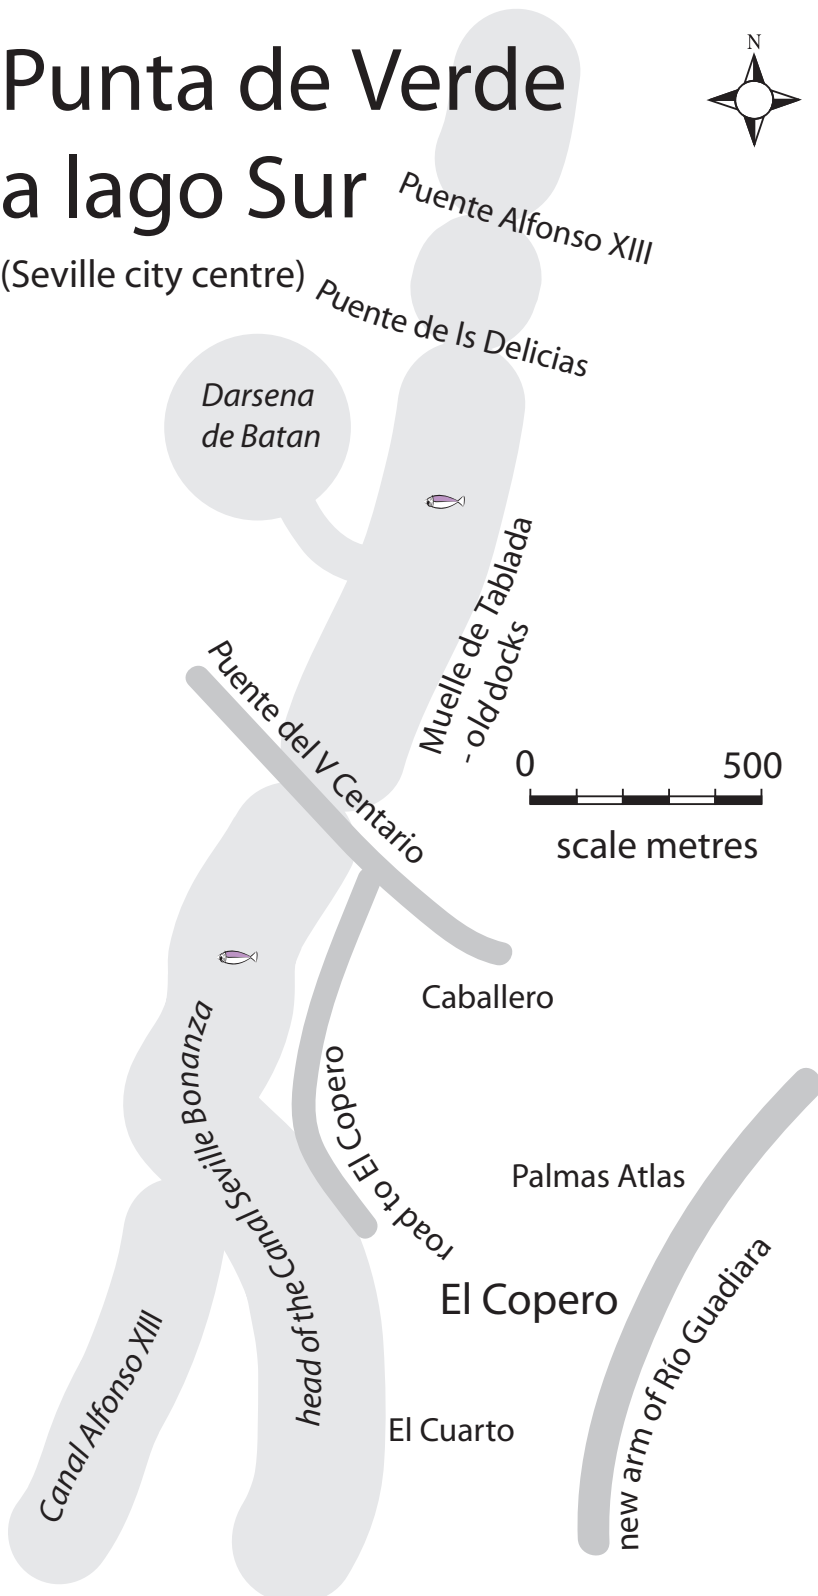 Punta de Verde
a lago Sur
(Seville city centre)
N
Puente Alfonso XIII
Puente de ls Delicias
Darsena
de Batan
Muelle de Tablada
- old docks
Puente del V Centario
0 500
scale metres
Caballero
head of the Canal Seville Bonanza
road to El Copero
Palmas Atlas
El Copero
new arm of Río Guadiara
Canal Alfonso XIII
El Cuarto